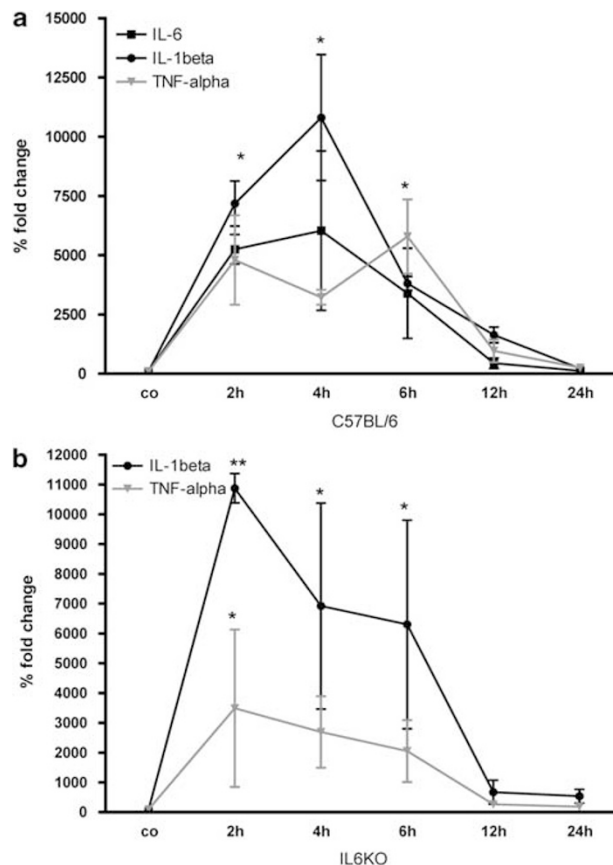 a
IL-6
IL-1beta
TNF-alpha
% fold change
15000
12500
10000
7500
5000
2500
0
*
*
*
co 2h 4h 6h 12h 24h
C57BL/6
b
IL-1beta
TNF-alpha
% fold change
12000
11000
10000
9000
8000
7000
6000
5000
4000
3000
2000
1000
0
**
*
*
*
co 2h 4h 6h 12h 24h
IL6KO